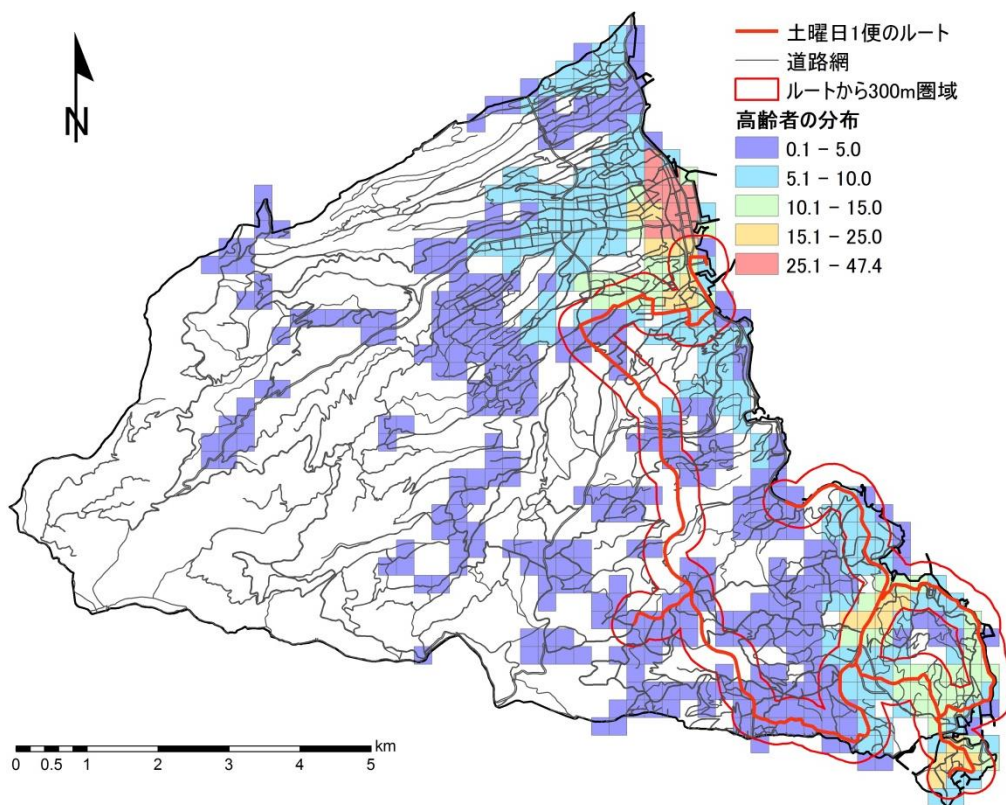 N
土曜日1便のルート
道路網
ルートから300m圏域
高齢者の分布
0.1 - 5.0
5.1 - 10.0
10.1 - 15.0
15.1 - 25.0
25.1 - 47.4
km
0 0.5 1 2 3 4 5